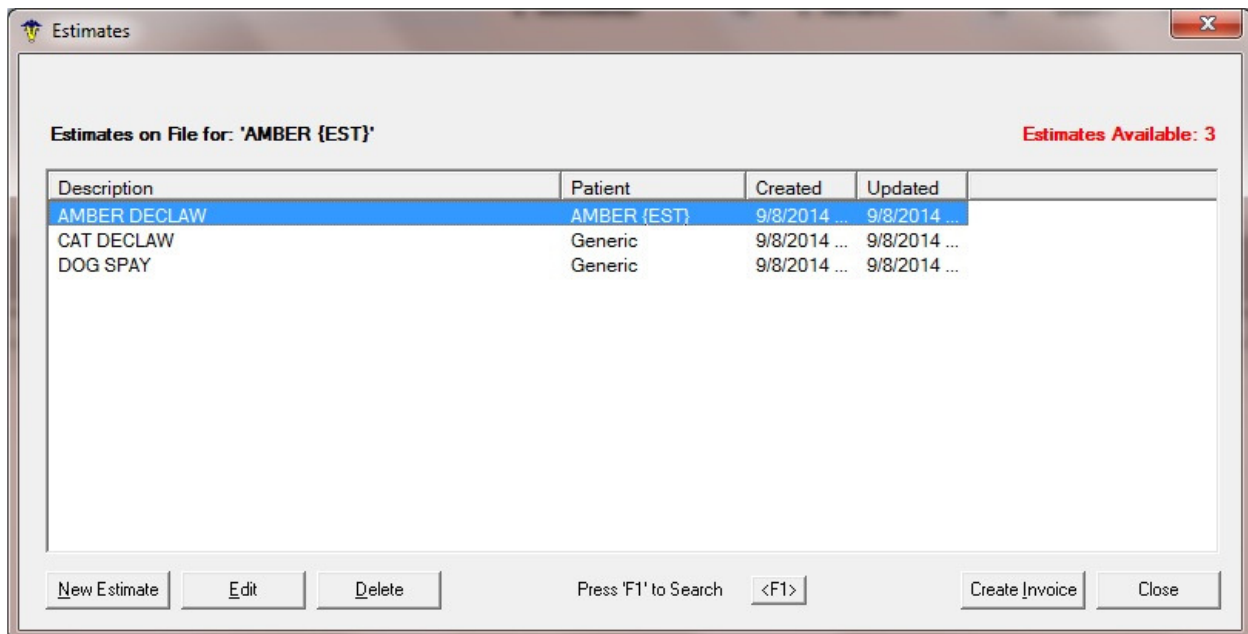 Estimates
Estimates on File for: 'AMBER {EST}' Estimates Available: 3
Description Patient Created Updated
AMBER DECLAW AMBER {EST} 9/8/2014 ... 9/8/2014 ...
CAT DECLAW Generic 9/8/2014 ... 9/8/2014 ...
DOG SPAY Generic 9/8/2014 ... 9/8/2014 ...
New Estimate Edit Delete Press 'F1' to Search <F1> Create Invoice Close